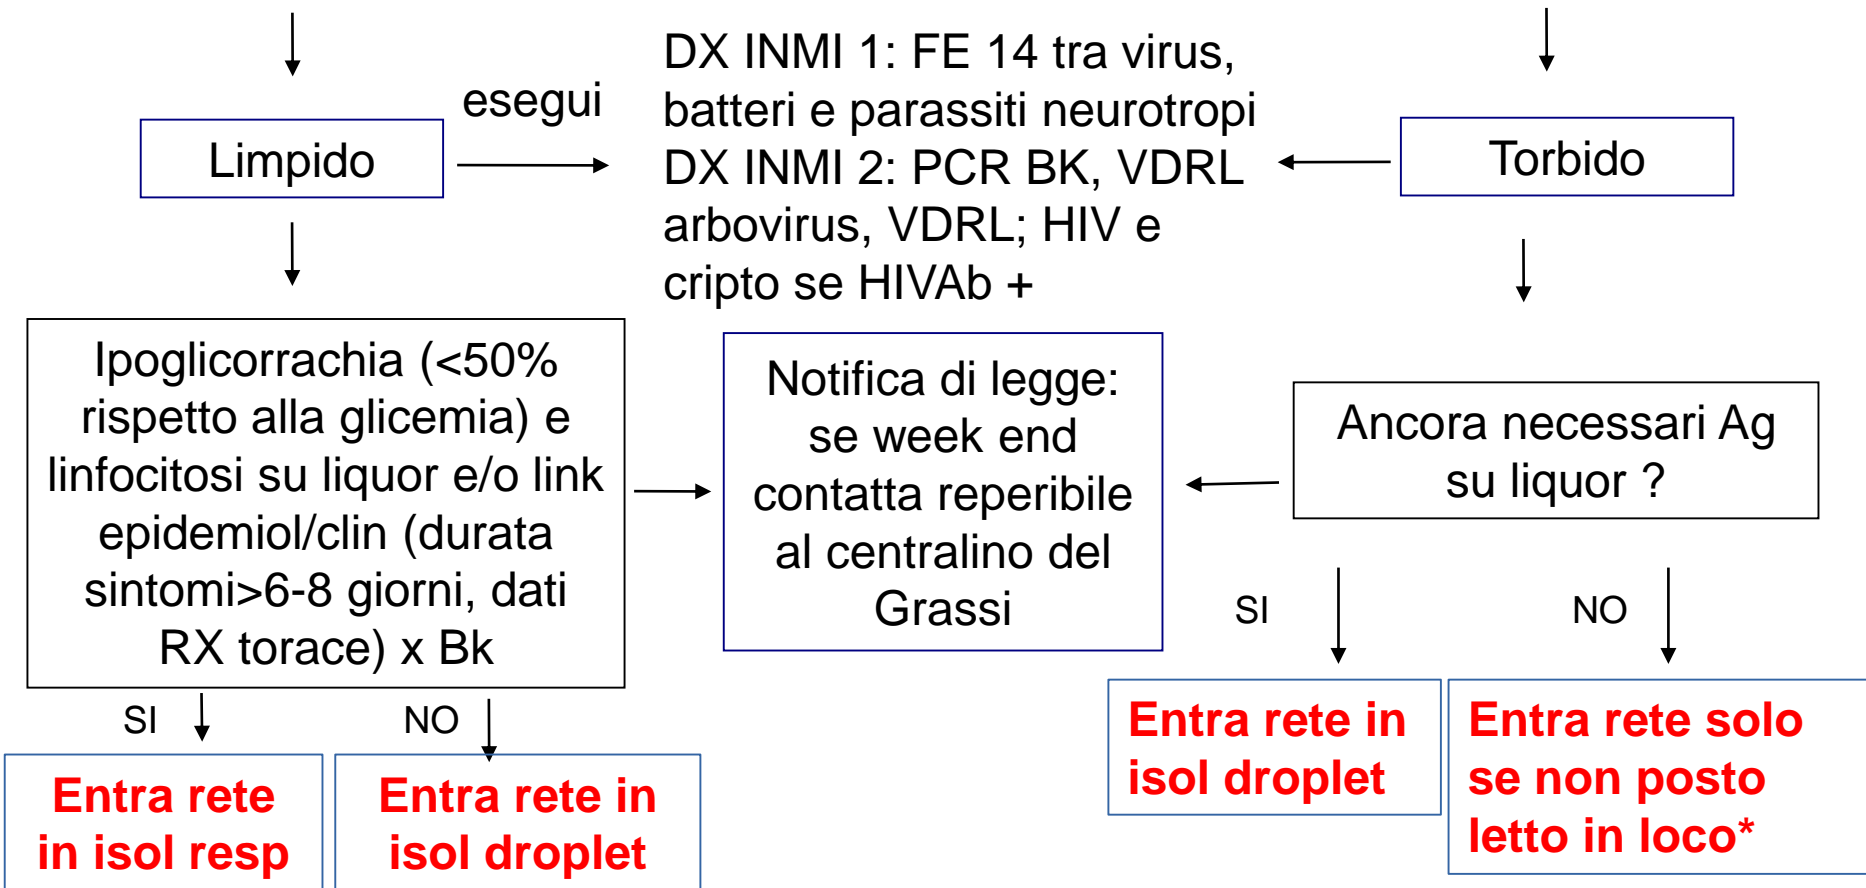 DX INMI 1: FE 14 tra virus,
batteri e parassiti neurotropi
DX INMI 2: PCR BK, VDRL
arbovirus, VDRL; HIV e
cripto se HIVAb +
esegui
Limpido
Torbido
Ipoglicorrachia (<50%
rispetto alla glicemia) e
linfocitosi su liquor e/o link
epidemiol/clin (durata
sintomi>6-8 giorni, dati
RX torace) x Bk
Notifica di legge:
se week end
contatta reperibile
al centralino del
Grassi
Ancora necessari Ag
su liquor ?
SI
NO
SI
NO
Entra rete
in isol resp
Entra rete in
isol droplet
Entra rete in
isol droplet
Entra rete solo
se non posto
letto in loco*